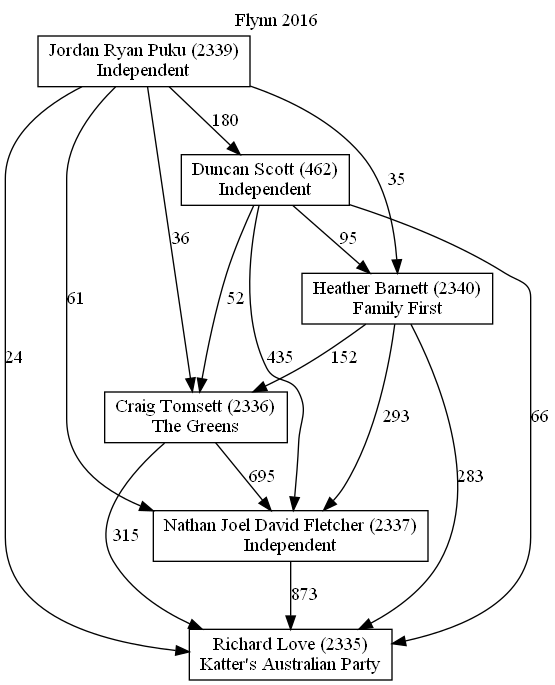 Flynn 2016
Jordan Ryan Puku (2339)
Independent
180
Duncan Scott (462)
Independent
35
36
95
Heather Barnett (2340)
Family First
61
52
24
435
152
66
Craig Tomsett (2336)
The Greens
293
695
283
315
Nathan Joel David Fletcher (2337)
Independent
873
Richard Love (2335)
Katter's Australian Party